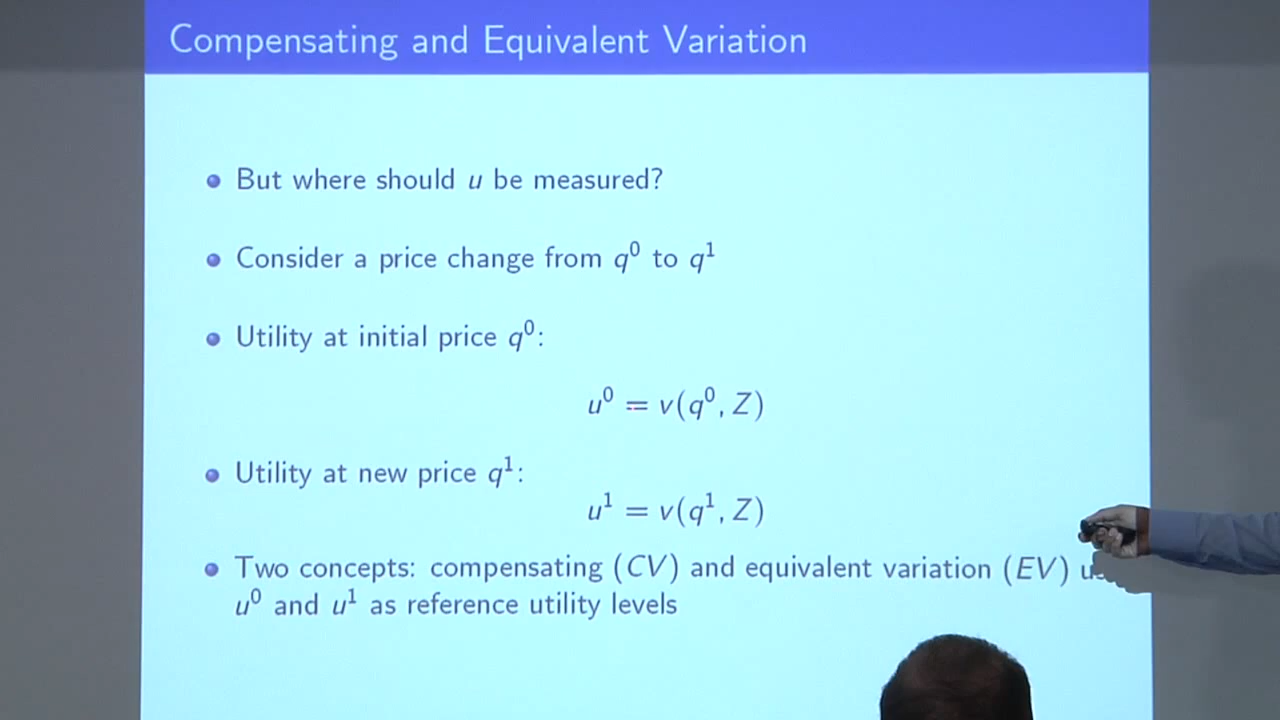 Compensating and Equivalent Variation
But where should u be measured?
Consider a price change from q⁰ to q¹
Utility at initial price q⁰:
u⁰ = v(q⁰, Z)
Utility at new price q¹:
u¹ = v(q¹, Z)
Two concepts: compensating (CV) and equivalent variation (EV)
u⁰ and u¹ as reference utility levels